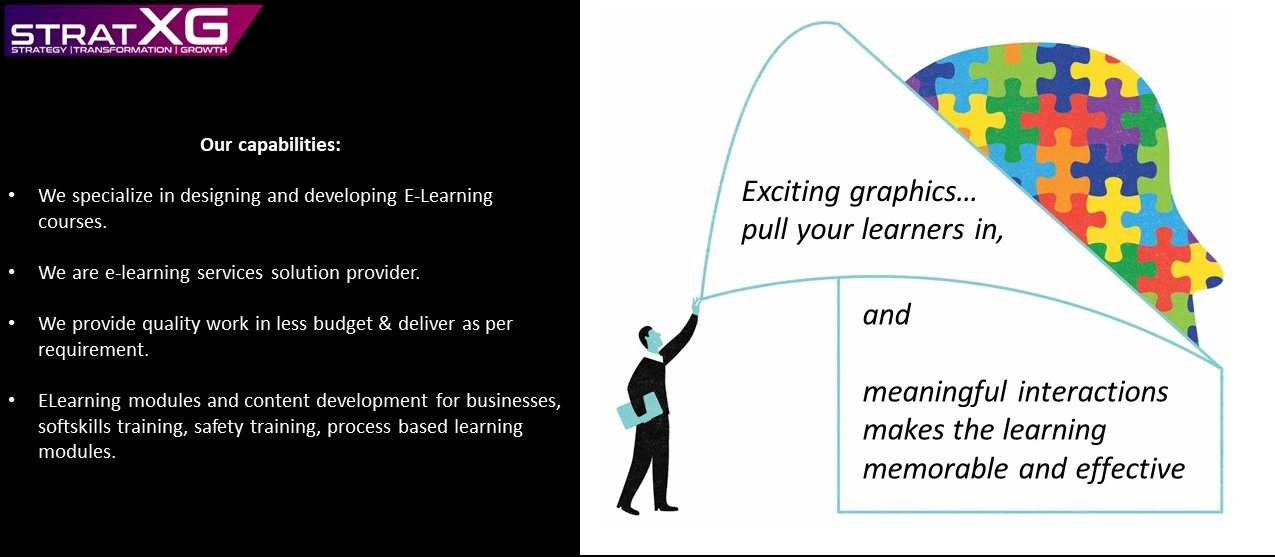 STRATXG
STRATEGY | TRANSFORMATION | GROWTH
Our capabilities:
• We specialize in designing and developing E-Learning
courses.
• We are e-learning services solution provider.
• We provide quality work in less budget & deliver as per
requirement.
• ELearning modules and content development for businesses,
softskills training, safety training, process based learning
modules.
Exciting graphics...
pull your learners in,
and
meaningful interactions
makes the learning
memorable and effective